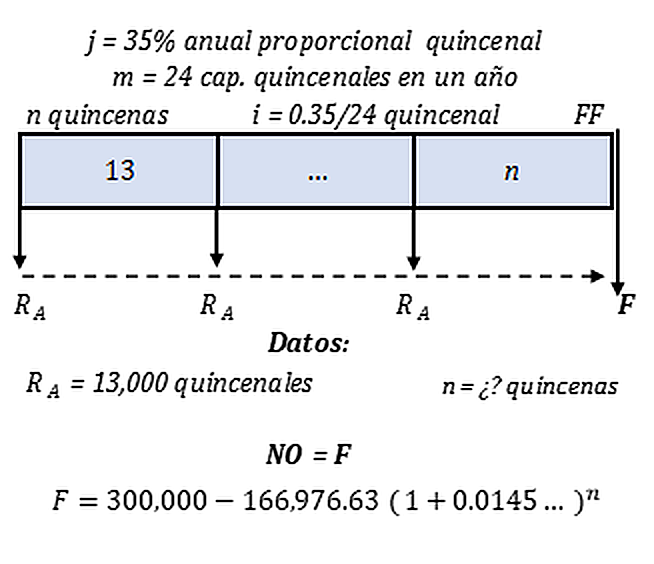 j = 35% anual proporcional quincenal
m = 24 cap. quincenales en un año
n quincenas i = 0.35/24 quincenal FF
13 ... n
R A R A R A F
Datos:
R A = 13,000 quincenales n = ¿? quincenas
NO = F
F = 300,000 − 166,976.63 (1 + 0.0145 ... )ⁿ